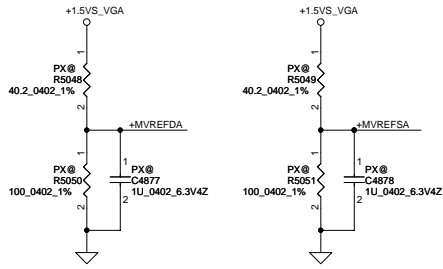 +1.5VS_VGA
1
PX@
R5048
40.2_0402_1%
2
+MVREFDA
1
PX@
R5050
100_0402_1%
2
1
PX@
C4877
1U_0402_6.3V4Z
2
+1.5VS_VGA
1
PX@
R5049
40.2_0402_1%
2
+MVREFSA
1
PX@
R5051
100_0402_1%
2
1
PX@
C4878
1U_0402_6.3V4Z
2